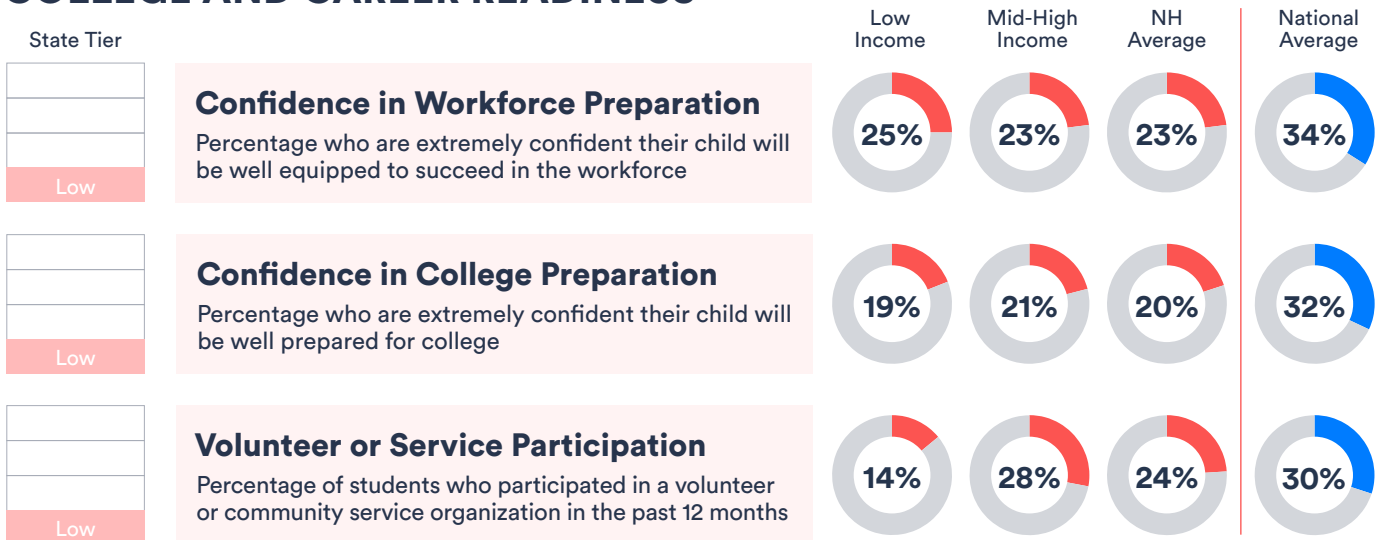 COLLEGE AND CAREER READINESS
State Tier
Low Income
Mid-High Income
NH Average
National Average
Low
Confidence in Workforce Preparation
Percentage who are extremely confident their child will
be well equipped to succeed in the workforce
25%
23%
23%
34%
Low
Confidence in College Preparation
Percentage who are extremely confident their child will
be well prepared for college
19%
21%
20%
32%
Low
Volunteer or Service Participation
Percentage of students who participated in a volunteer
or community service organization in the past 12 months
14%
28%
24%
30%